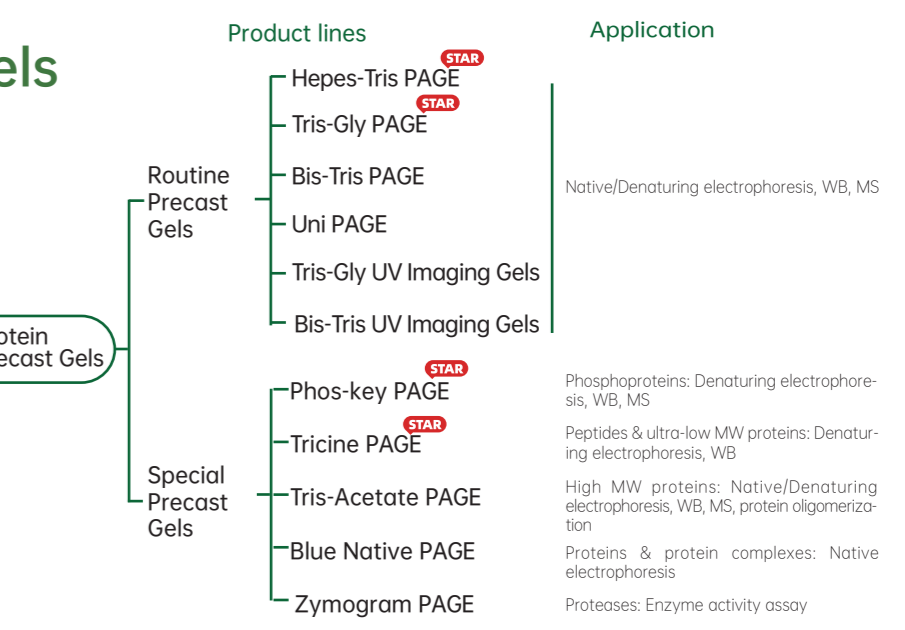 els
Product lines
Application
STAR
Hepes-Tris PAGE
STAR
Tris-Gly PAGE
Bis-Tris PAGE
Uni PAGE
Tris-Gly UV Imaging Gels
Bis-Tris UV Imaging Gels
Native/Denaturing electrophoresis, WB, MS
Routine
Precast
Gels
otein
ecast Gels
Special
Precast
Gels
STAR
Phos-key PAGE
Phosphoproteins: Denaturing electrophore-
sis, WB, MS
STAR
Tricine PAGE
Peptides & ultra-low MW proteins: Denatur-
ing electrophoresis, WB
Tris-Acetate PAGE
High MW proteins: Native/Denaturing
electrophoresis, WB, MS, protein oligomeriza-
tion
Blue Native PAGE
Proteins & protein complexes: Native
electrophoresis
Zymogram PAGE
Proteases: Enzyme activity assay